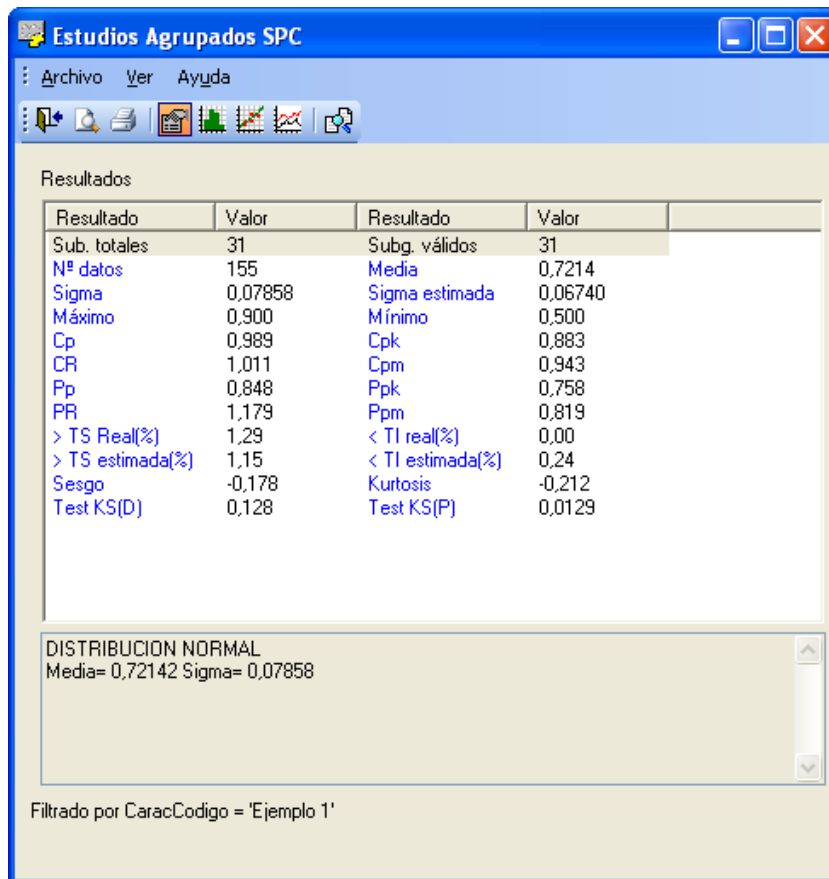 Estudios Agrupados SPC
Archivo Ver Ayuda
Resultados
Resultado Valor Resultado Valor
Sub. totales 31 Subg. válidos 31
Nº datos 155 Media 0,7214
Sigma 0,07858 Sigma estimada 0,06740
Máximo 0,900 Mínimo 0,500
Cp 0,989 Cpk 0,883
CR 1,011 Cpm 0,943
Pp 0,848 Ppk 0,758
PR 1,179 Ppm 0,819
> TS Real(%) 1,29 < TI real(%) 0,00
> TS estimada(%) 1,15 < TI estimada(%) 0,24
Sesgo -0,178 Kurtosis -0,212
Test KS(D) 0,128 Test KS(P) 0,0129
DISTRIBUCION NORMAL
Media= 0,72142 Sigma= 0,07858
Filtrado por CaracCodigo = 'Ejemplo 1'